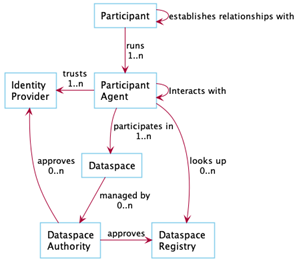 Participant
establishes relationships with
runs
1..n
trusts
1..n
Identity
Provider
Participant
Agent
Interacts with
participates in
1..n
looks up
0..n
approves
0..n
Dataspace
managed by
0..n
Dataspace
Authority
approves
Dataspace
Registry